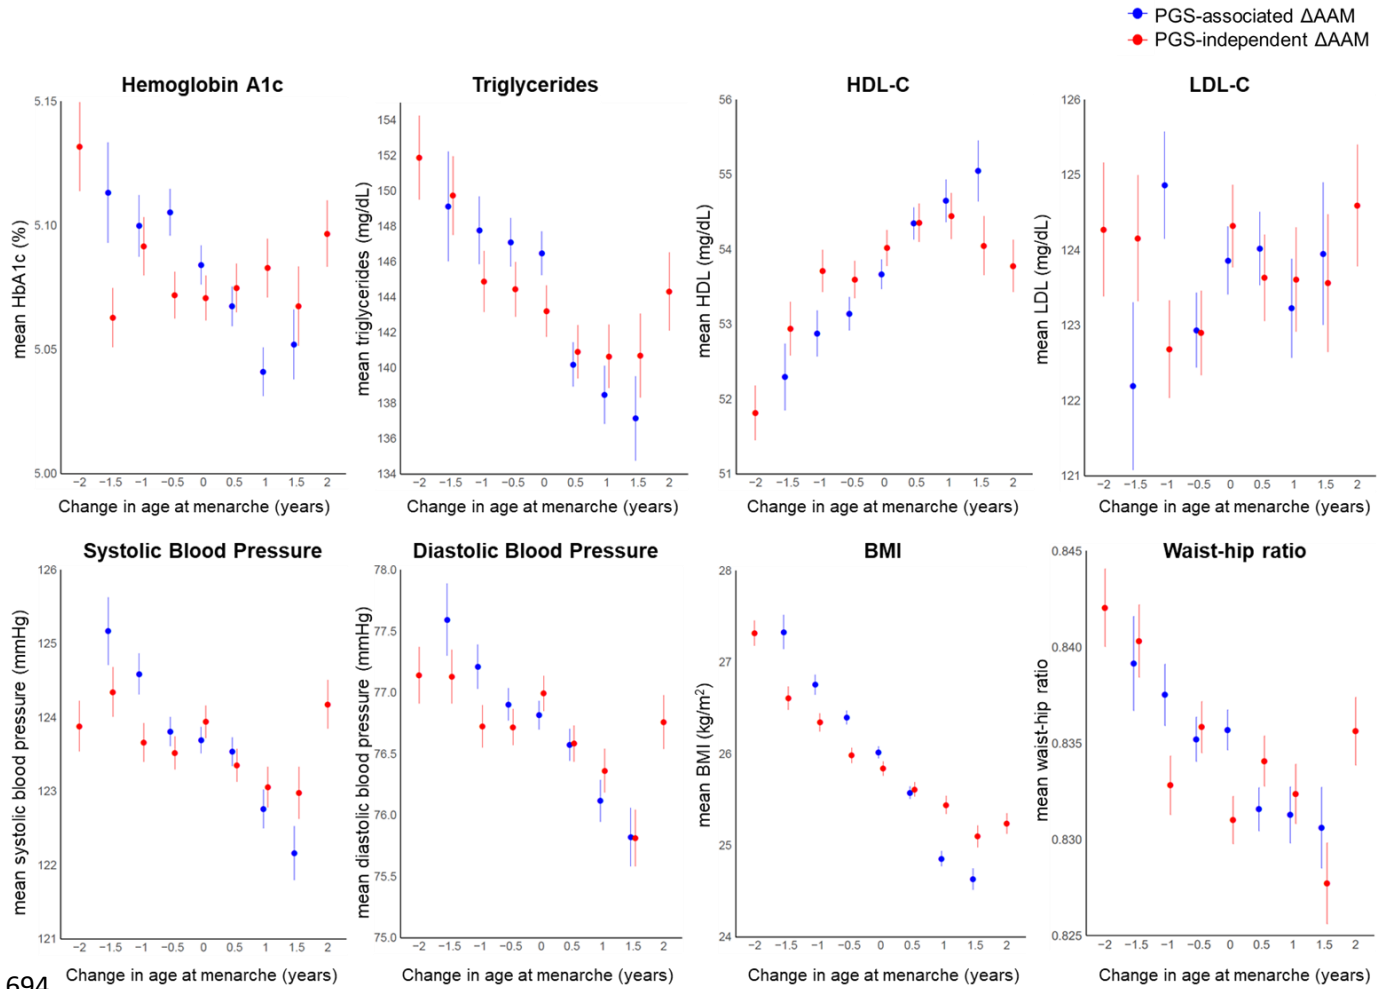 PGS-associated ΔAAM
PGS-independent ΔAAM
Hemoglobin A1c
5.15
5.10
5.05
5.00
mean HbA1c (%)
−2 −1.5 −1 −0.5 0 0.5 1 1.5 2
Change in age at menarche (years)
Triglycerides
154
152
150
148
146
144
142
140
138
136
134
mean triglycerides (mg/dL)
−2 −1.5 −1 −0.5 0 0.5 1 1.5 2
Change in age at menarche (years)
HDL-C
56
55
54
53
52
51
mean HDL (mg/dL)
−2 −1.5 −1 −0.5 0 0.5 1 1.5 2
Change in age at menarche (years)
LDL-C
126
125
124
123
122
121
mean LDL (mg/dL)
−2 −1.5 −1 −0.5 0 0.5 1 1.5 2
Change in age at menarche (years)
Systolic Blood Pressure
126
125
124
123
122
121
mean systolic blood pressure (mmHg)
−2 −1.5 −1 −0.5 0 0.5 1 1.5 2
Change in age at menarche (years)
Diastolic Blood Pressure
78.0
77.5
77.0
76.5
76.0
75.5
75.0
mean diastolic blood pressure (mmHg)
−2 −1.5 −1 −0.5 0 0.5 1 1.5 2
Change in age at menarche (years)
BMI
28
27
26
25
24
mean BMI (kg/m²)
−2 −1.5 −1 −0.5 0 0.5 1 1.5 2
Change in age at menarche (years)
Waist-hip ratio
0.845
0.840
0.835
0.830
0.825
mean waist-hip ratio
−2 −1.5 −1 −0.5 0 0.5 1 1.5 2
Change in age at menarche (years)
694